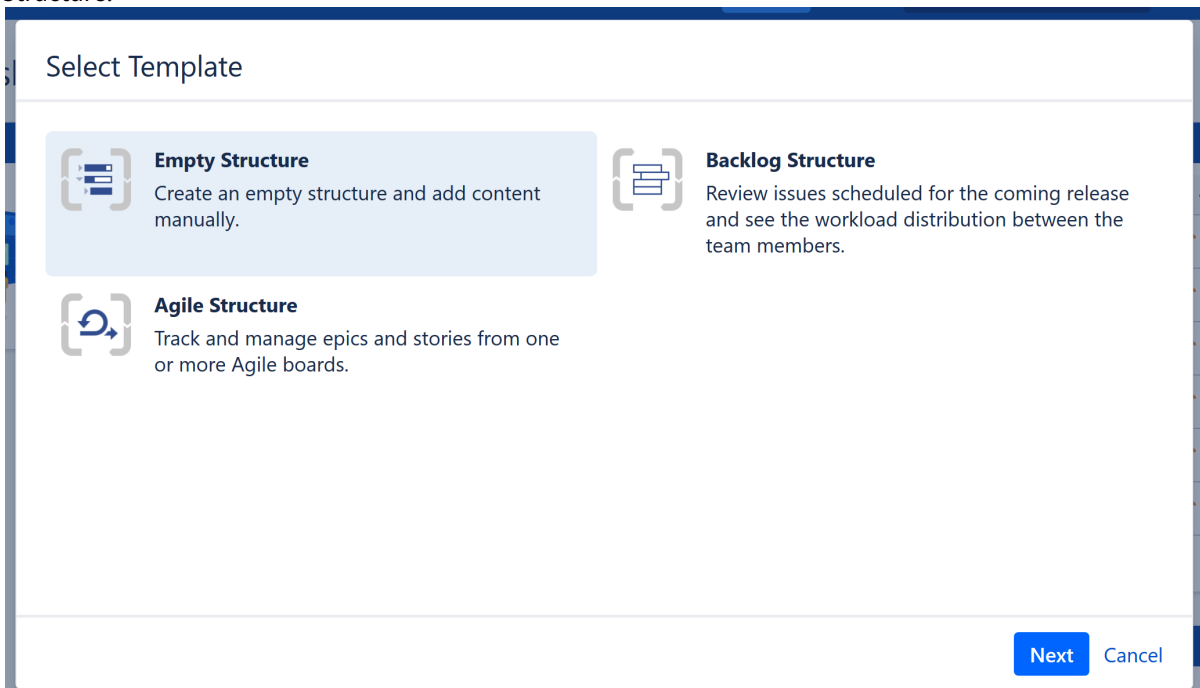 Select Template
Empty Structure
Create an empty structure and add content
manually.
Backlog Structure
Review issues scheduled for the coming release
and see the workload distribution between the
team members.
Agile Structure
Track and manage epics and stories from one
or more Agile boards.
Next
Cancel